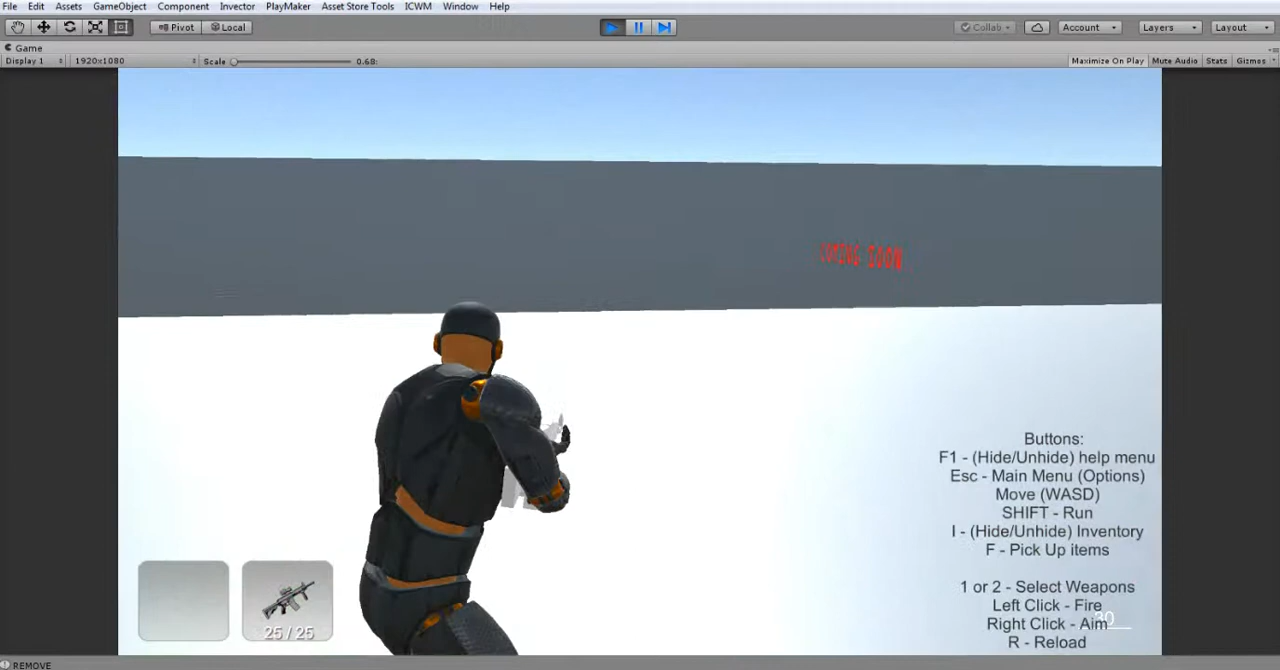 File Edit Assets GameObject Component Invector PlayMaker Asset Store Tools ICWM Window Help
Pivot Local Collab Account Layers Layout
Game
Display 1 1920x1080 Scale 0.68: Maximize On Play Mute Audio Stats Gizmos
COMING SOON
Buttons:
F1 - (Hide/Unhide) help menu
Esc - Main Menu (Options)
Move (WASD)
SHIFT - Run
I - (Hide/Unhide) Inventory
F - Pick Up items
1 or 2 - Select Weapons
Left Click - Fire
Right Click - Aim
30
R - Reload
25 / 25
REMOVE